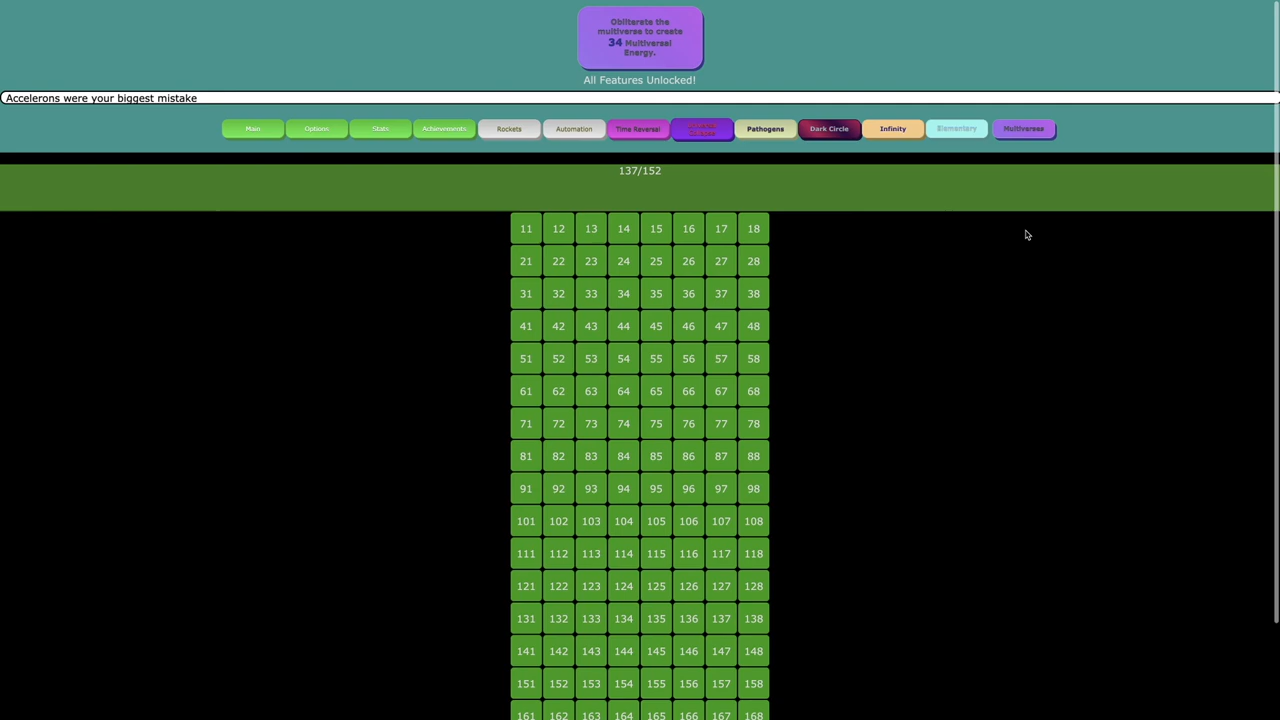 Obliterate the
multiverse to create
34 Multiversal
Energy.
All Features Unlocked!
Accelerons were your biggest mistake
Main Options Stats Achievements Rockets Automation Time Reversal Pathogens Dark Circle Infinity Elementary Multiverses
137/152
11 12 13 14 15 16 17 18
21 22 23 24 25 26 27 28
31 32 33 34 35 36 37 38
41 42 43 44 45 46 47 48
51 52 53 54 55 56 57 58
61 62 63 64 65 66 67 68
71 72 73 74 75 76 77 78
81 82 83 84 85 86 87 88
91 92 93 94 95 96 97 98
101 102 103 104 105 106 107 108
111 112 113 114 115 116 117 118
121 122 123 124 125 126 127 128
131 132 133 134 135 136 137 138
141 142 143 144 145 146 147 148
151 152 153 154 155 156 157 158
161 162 163 164 165 166 167 168